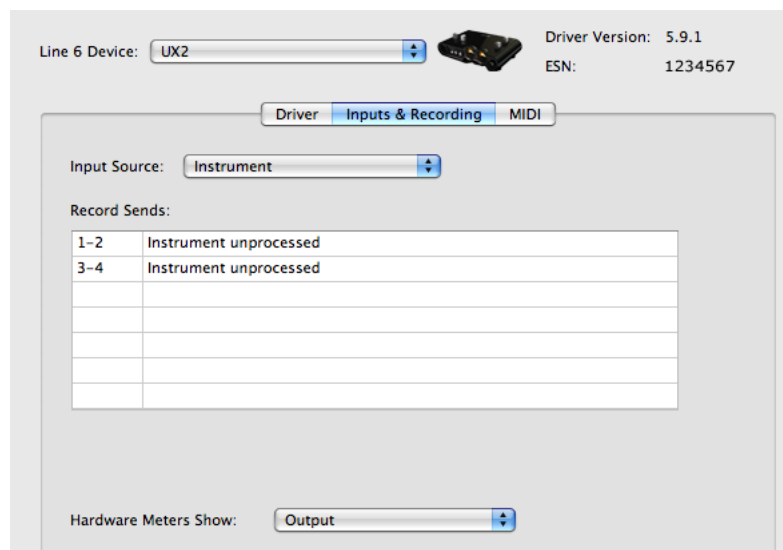 Line 6 Device: UX2
Driver Version: 5.9.1
ESN: 1234567
Driver Inputs & Recording MIDI
Input Source: Instrument
Record Sends:
1-2 Instrument unprocessed
3-4 Instrument unprocessed
Hardware Meters Show: Output